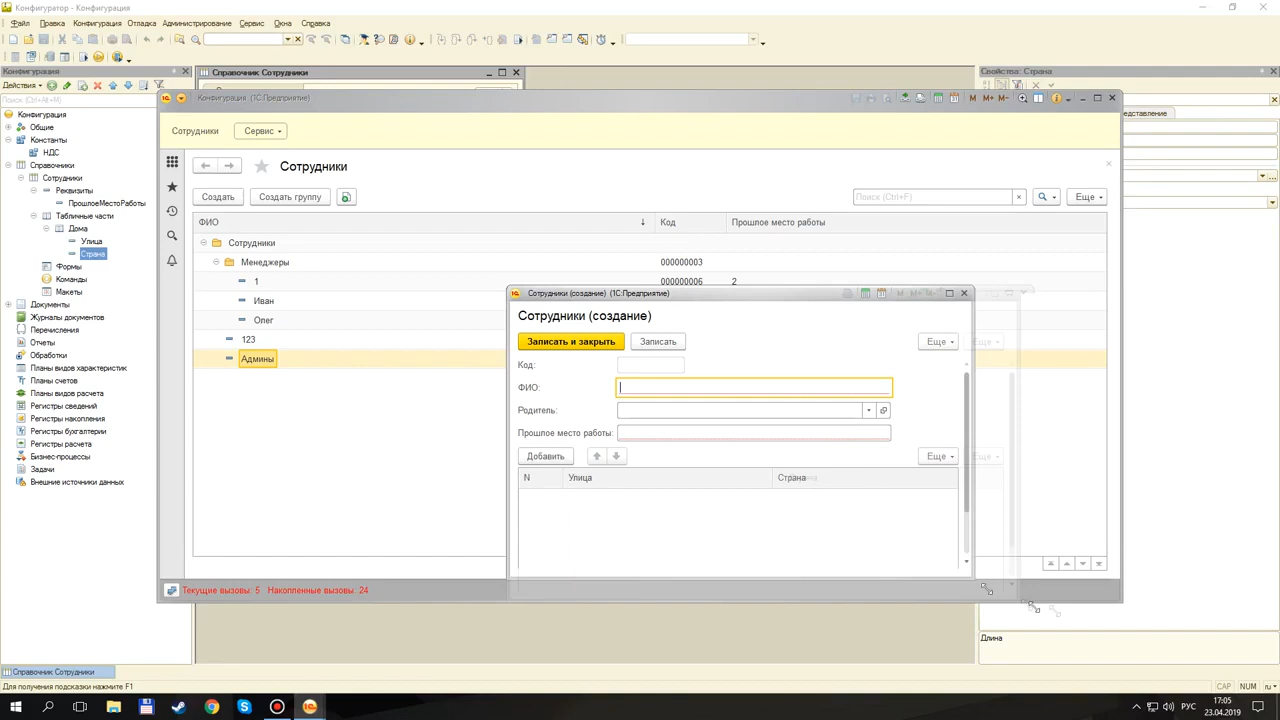 Конфигуратор - Конфигурация
Файл Правка Конфигурация Отладка Администрирование Сервис Окна Справка
Конфигурация
Действия
Поиск (Ctrl+Alt+M)
Конфигурация
Общие
Константы
НДС
Справочники
Сотрудники
Реквизиты
ПрошлоеМестоРаботы
Табличные части
Дома
Улица
Страна
Формы
Команды
Макеты
Документы
Журналы документов
Перечисления
Отчеты
Обработки
Планы видов характеристик
Планы счетов
Планы видов расчета
Регистры сведений
Регистры накопления
Регистры бухгалтерии
Регистры расчета
Бизнес-процессы
Задачи
Внешние источники данных
Справочник Сотрудники
Конфигурация (1С:Предприятие)
M M+ M-
Сотрудники Сервис
Сотрудники
Создать Создать группу Поиск (Ctrl+F) Еще
ФИО Код Прошлое место работы
Сотрудники
Менеджеры 000000003
1 000000006 2
Иван
Олег
123
Админы
Текущие вызовы: 5 Накопленные вызовы: 24
Сотрудники (создание) (1С:Предприятие)
Сотрудники (создание)
Записать и закрыть Записать Еще
Код:
ФИО:
Родитель:
Прошлое место работы:
Добавить Еще
N Улица Страна
Свойства: Страна
едставление
Длина
Справочник Сотрудники
Для получения подсказки нажмите F1
CAP NUM ru
РУС
17:05
23.04.2019